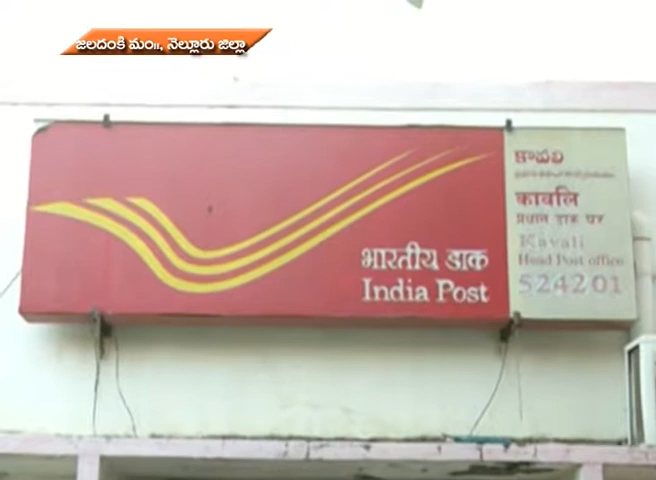 జలదంకి మం॥, నెల్లూరు జిల్లా
भारतीय डाक
India Post
కావలి
कावलि
प्रधान डाक घर
Kavali
Head Post office
524201